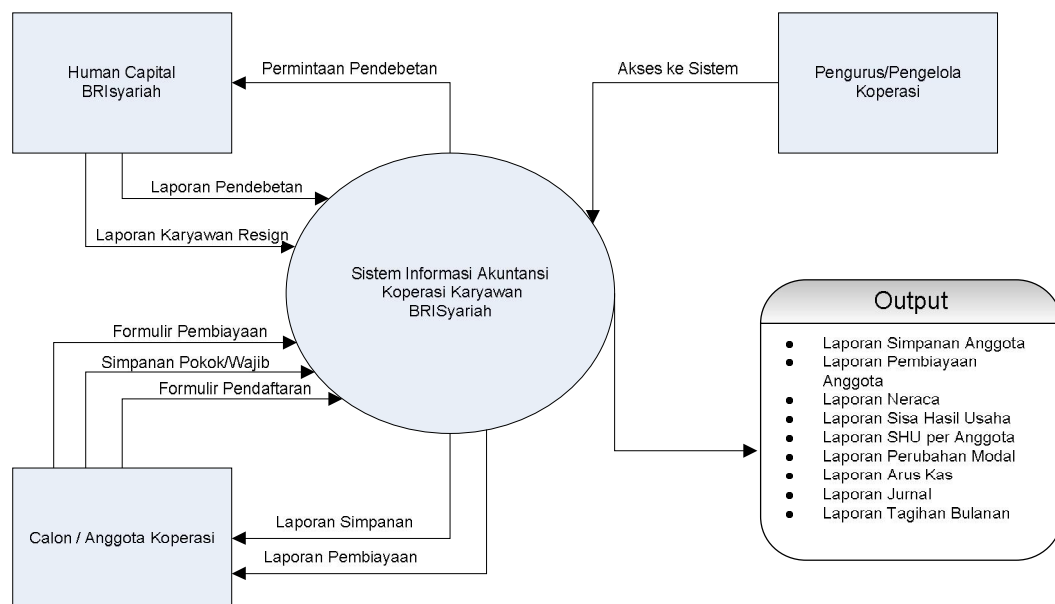 Human Capital
BRIsyariah
Permintaan Pendebetan
Akses ke Sistem
Pengurus/Pengelola
Koperasi
Laporan Pendebetan
Laporan Karyawan Resign
Sistem Informasi Akuntansi
Koperasi Karyawan
BRISyariah
Formulir Pembiayaan
Simpanan Pokok/Wajib
Formulir Pendaftaran
Calon / Anggota Koperasi
Laporan Simpanan
Laporan Pembiayaan
Output
● Laporan Simpanan Anggota
● Laporan Pembiayaan
Anggota
● Laporan Neraca
● Laporan Sisa Hasil Usaha
● Laporan SHU per Anggota
● Laporan Perubahan Modal
● Laporan Arus Kas
● Laporan Jurnal
● Laporan Tagihan Bulanan